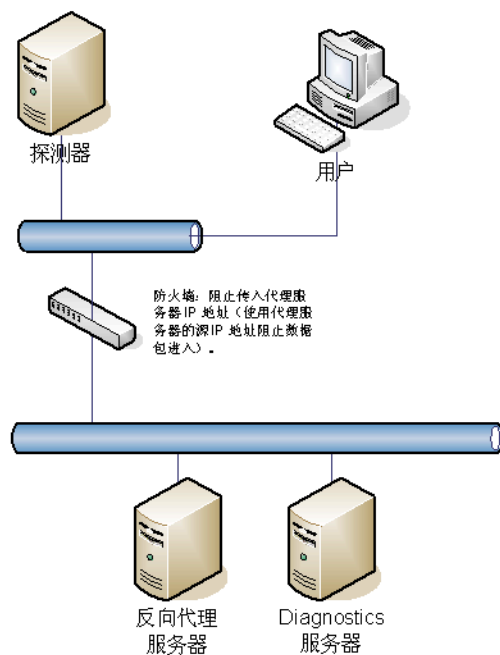 探测器
用户
防火墙：阻止传入代理服
务器IP 地址（使用代理服
务器的源IP 地址阻止数据
包进入）。
反向代理
服务器
Diagnostics
服务器